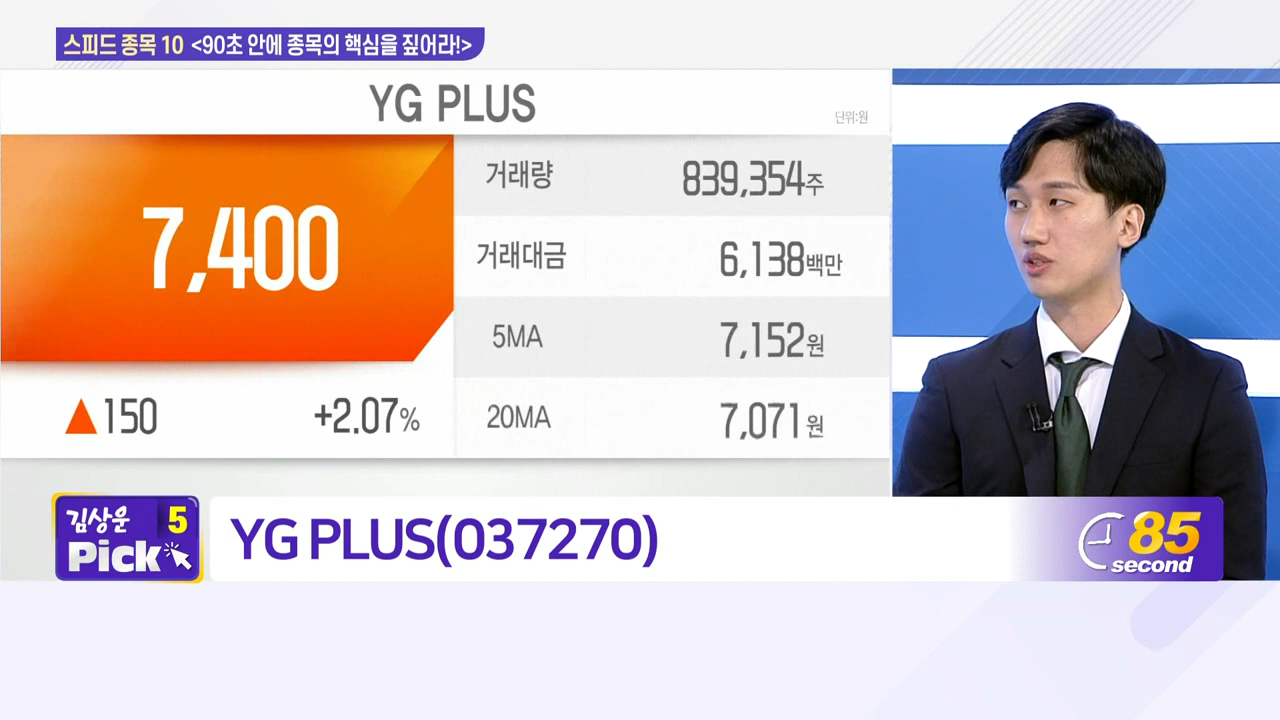 스피드 종목 10 <90초 안에 종목의 핵심을 짚어라!>
YG PLUS
단위:원
7,400
▲150 +2.07%
거래량 839,354주
거래대금 6,138백만
5MA 7,152원
20MA 7,071원
김상운 5
Pick
YG PLUS(037270)
85
second